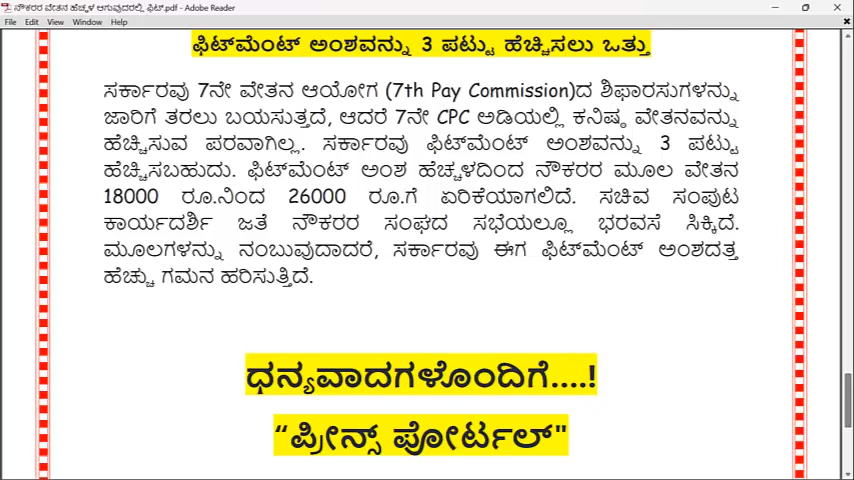 ನೌಕರರ ವೇತನ ಹೆಚ್ಚಳ ಆಗುವುದರಲ್ಲಿ ಫಿಟ್.pdf - Adobe Reader
File Edit View Window Help
ಫಿಟ್‌ಮೆಂಟ್ ಅಂಶವನ್ನು 3 ಪಟ್ಟು ಹೆಚ್ಚಿಸಲು ಒತ್ತು
ಸರ್ಕಾರವು 7ನೇ ವೇತನ ಆಯೋಗ (7th Pay Commission)ದ ಶಿಫಾರಸುಗಳನ್ನು
ಜಾರಿಗೆ ತರಲು ಬಯಸುತ್ತದೆ, ಆದರೆ 7ನೇ CPC ಅಡಿಯಲ್ಲಿ ಕನಿಷ್ಠ ವೇತನವನ್ನು
ಹೆಚ್ಚಿಸುವ ಪರವಾಗಿಲ್ಲ. ಸರ್ಕಾರವು ಫಿಟ್‌ಮೆಂಟ್ ಅಂಶವನ್ನು 3 ಪಟ್ಟು
ಹೆಚ್ಚಿಸಬಹುದು. ಫಿಟ್‌ಮೆಂಟ್ ಅಂಶ ಹೆಚ್ಚಳದಿಂದ ನೌಕರರ ಮೂಲ ವೇತನ
18000 ರೂ.ನಿಂದ 26000 ರೂ.ಗೆ ಏರಿಕೆಯಾಗಲಿದೆ. ಸಚಿವ ಸಂಪುಟ
ಕಾರ್ಯದರ್ಶಿ ಜತೆ ನೌಕರರ ಸಂಘದ ಸಭೆಯಲ್ಲೂ ಭರವಸೆ ಸಿಕ್ಕಿದೆ.
ಮೂಲಗಳನ್ನು ನಂಬುವುದಾದರೆ, ಸರ್ಕಾರವು ಈಗ ಫಿಟ್‌ಮೆಂಟ್ ಅಂಶದತ್ತ
ಹೆಚ್ಚು ಗಮನ ಹರಿಸುತ್ತಿದೆ.
ಧನ್ಯವಾದಗಳೊಂದಿಗೆ....!
“ಪ್ರೀನ್ಸ್ ಪೋರ್ಟಲ್"